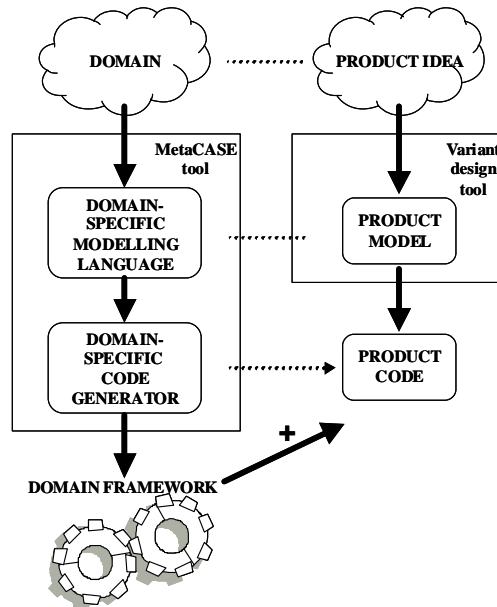 DOMAIN
PRODUCT IDEA
MetaCASE
tool
Variant
design
tool
DOMAIN-
SPECIFIC
MODELLING
LANGUAGE
PRODUCT
MODEL
DOMAIN-
SPECIFIC
CODE
GENERATOR
PRODUCT
CODE
+
DOMAIN FRAMEWORK